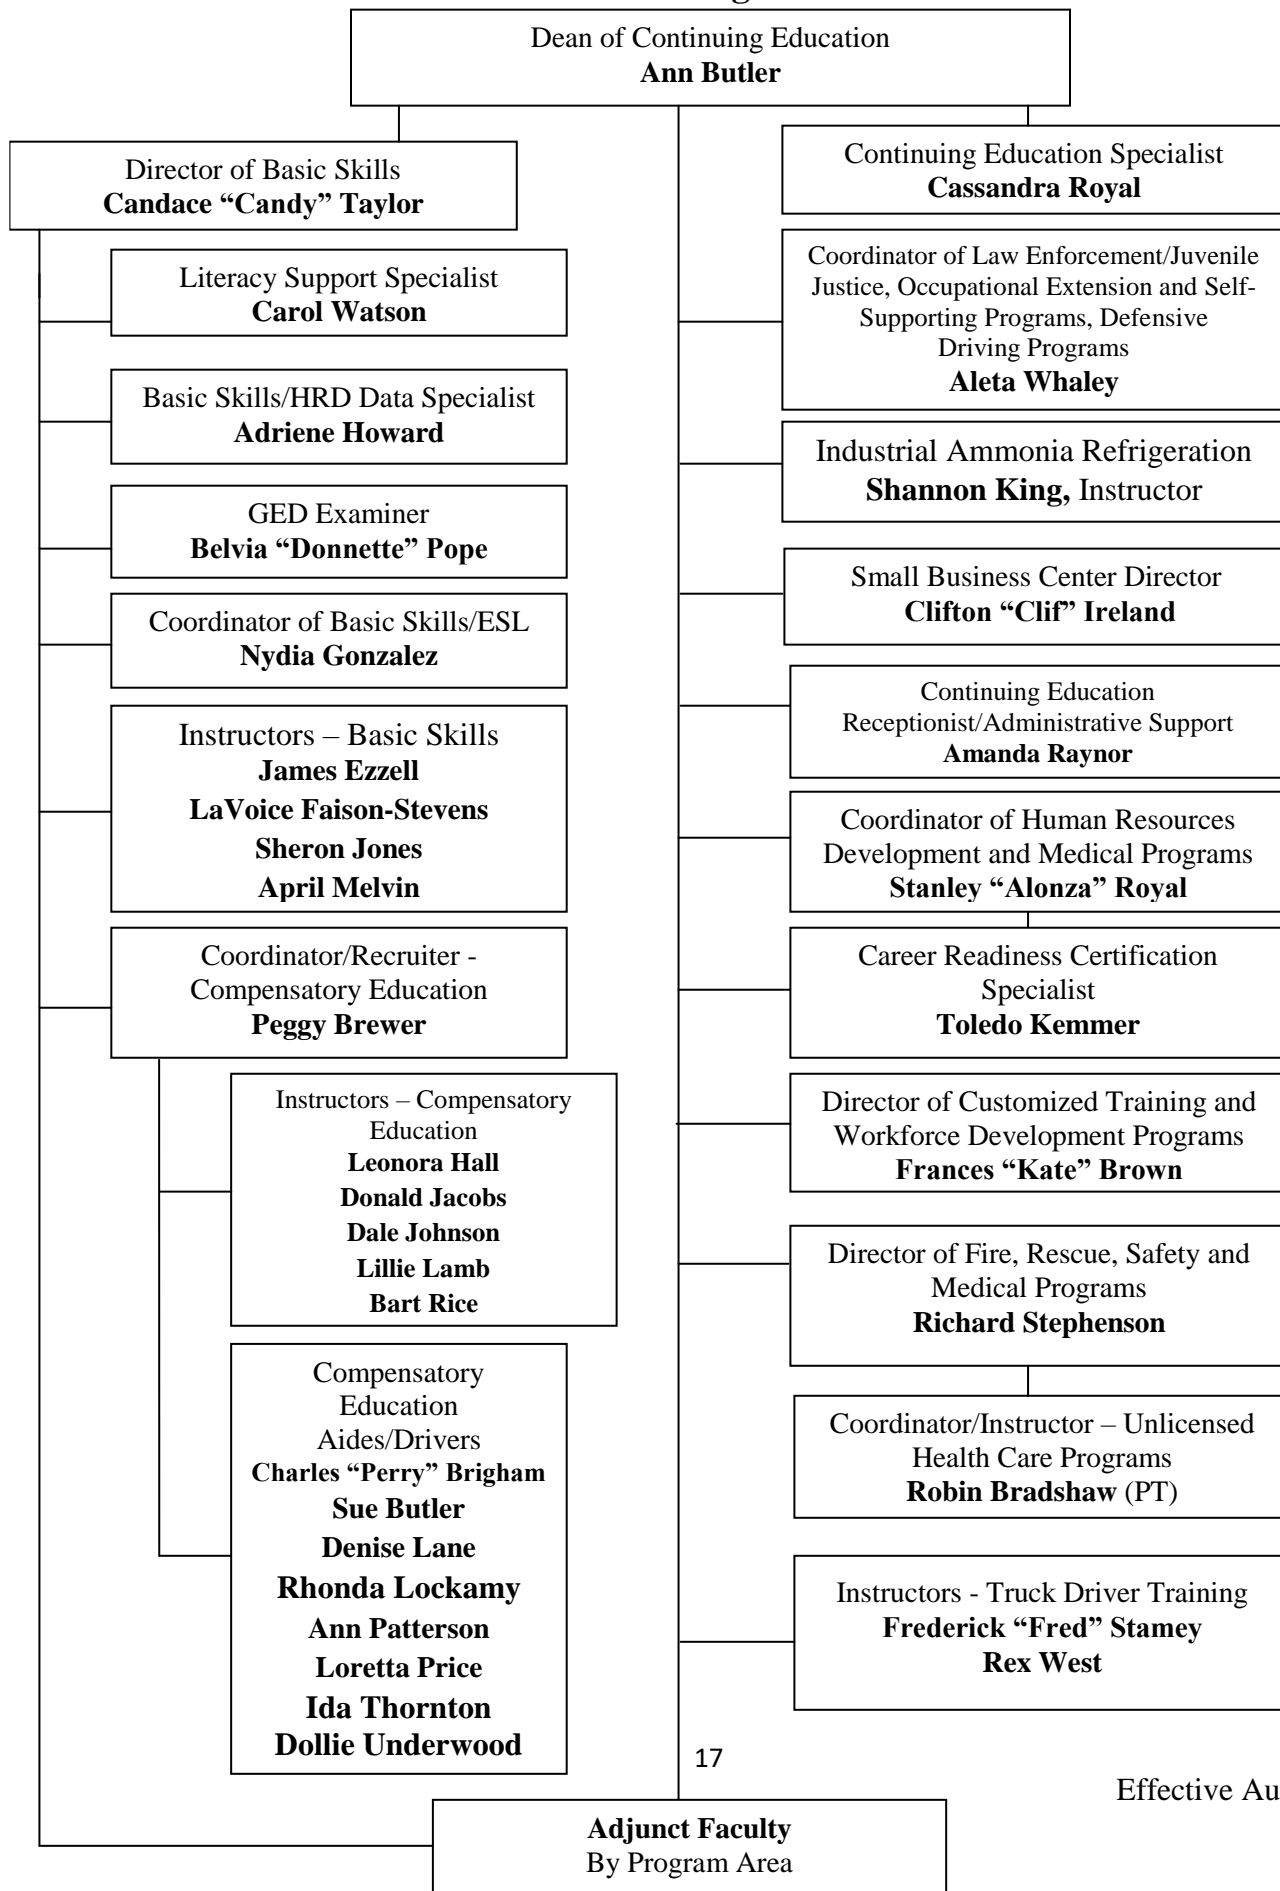 Dean of Continuing Education
Ann Butler
Director of Basic Skills
Candace “Candy” Taylor
Literacy Support Specialist
Carol Watson
Basic Skills/HRD Data Specialist
Adriene Howard
GED Examiner
Belvia “Donnette” Pope
Coordinator of Basic Skills/ESL
Nydia Gonzalez
Instructors – Basic Skills
James Ezzell
LaVoice Faison-Stevens
Sheron Jones
April Melvin
Coordinator/Recruiter -
Compensatory Education
Peggy Brewer
Instructors – Compensatory
Education
Leonora Hall
Donald Jacobs
Dale Johnson
Lillie Lamb
Bart Rice
Compensatory
Education
Aides/Drivers
Charles “Perry” Brigham
Sue Butler
Denise Lane
Rhonda Lockamy
Ann Patterson
Loretta Price
Ida Thornton
Dollie Underwood
Continuing Education Specialist
Cassandra Royal
Coordinator of Law Enforcement/Juvenile
Justice, Occupational Extension and Self-
Supporting Programs, Defensive
Driving Programs
Aleta Whaley
Industrial Ammonia Refrigeration
Shannon King, Instructor
Small Business Center Director
Clifton “Clif” Ireland
Continuing Education
Receptionist/Administrative Support
Amanda Raynor
Coordinator of Human Resources
Development and Medical Programs
Stanley “Alonza” Royal
Career Readiness Certification
Specialist
Toledo Kemmer
Director of Customized Training and
Workforce Development Programs
Frances “Kate” Brown
Director of Fire, Rescue, Safety and
Medical Programs
Richard Stephenson
Coordinator/Instructor – Unlicensed
Health Care Programs
Robin Bradshaw (PT)
Instructors - Truck Driver Training
Frederick “Fred” Stamey
Rex West
17
Effective Au
Adjunct Faculty
By Program Area